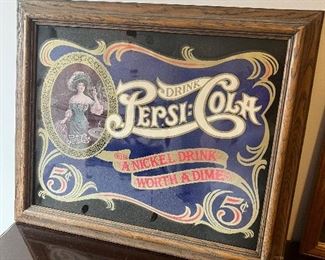 DRINK
PEPSI:COLA
A NICKEL DRINK
WORTH A DIME
5¢
5¢